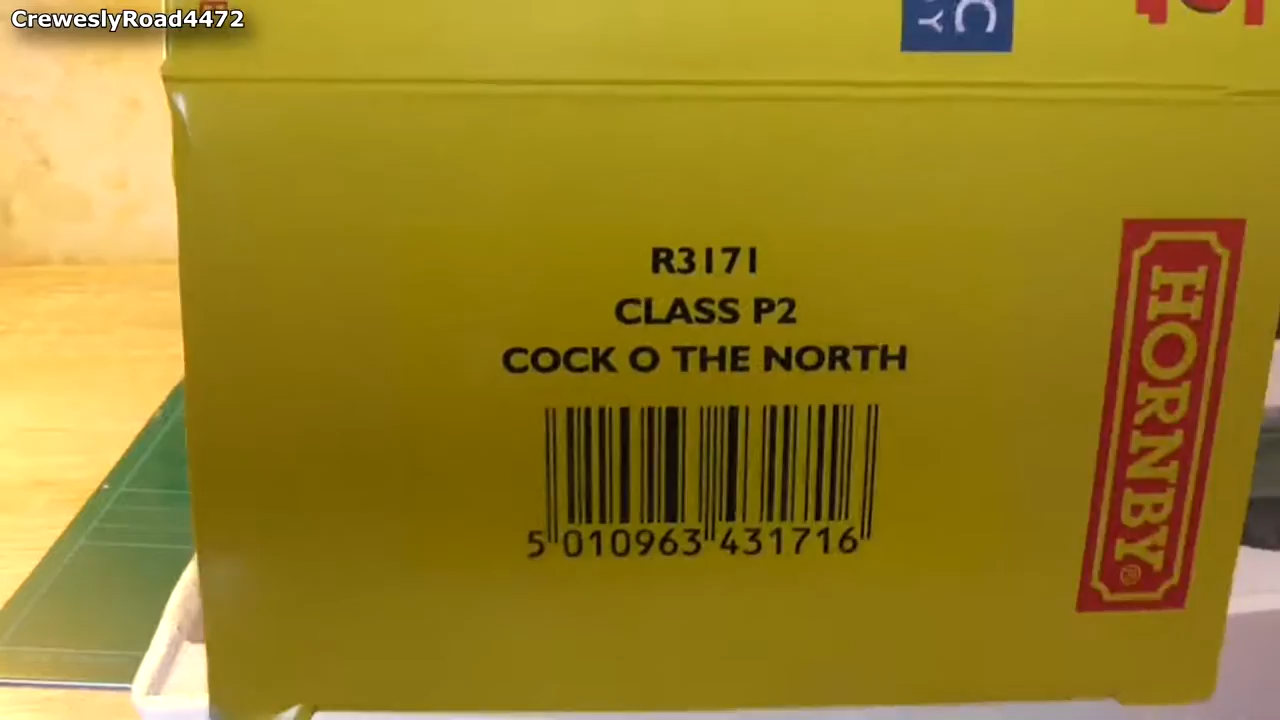 CreweslyRoad4472
R3171
CLASS P2
COCK O THE NORTH
5 010963 431716
HORNBY®